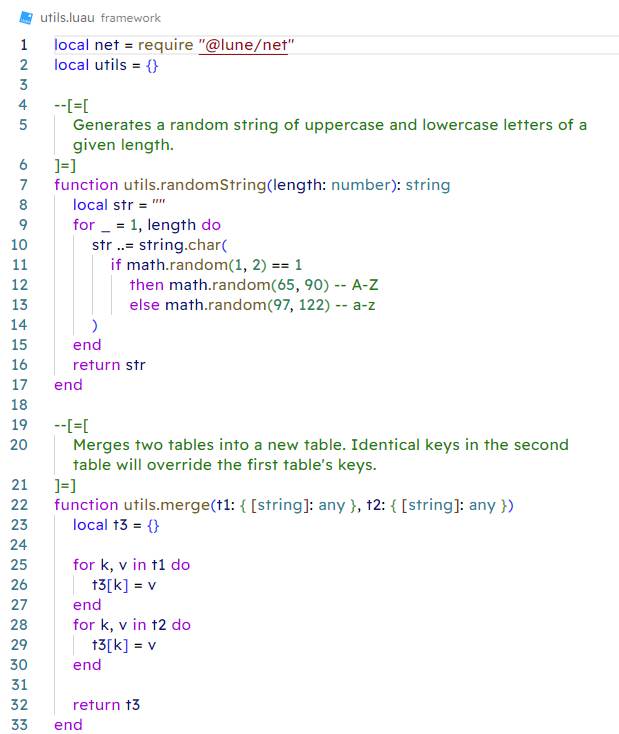 utils.luau framework
1 local net = require "@lune/net"
2 local utils = {}
3
4 --[=[
5 Generates a random string of uppercase and lowercase letters of a
given length.
6 ]=]
7 function utils.randomString(length: number): string
8 local str = ""
9 for _ = 1, length do
10 str ..= string.char(
11 if math.random(1, 2) == 1
12 then math.random(65, 90) -- A-Z
13 else math.random(97, 122) -- a-z
14 )
15 end
16 return str
17 end
18
19 --[=[
20 Merges two tables into a new table. Identical keys in the second
table will override the first table's keys.
21 ]=]
22 function utils.merge(t1: { [string]: any }, t2: { [string]: any })
23 local t3 = {}
24
25 for k, v in t1 do
26 t3[k] = v
27 end
28 for k, v in t2 do
29 t3[k] = v
30 end
31
32 return t3
33 end